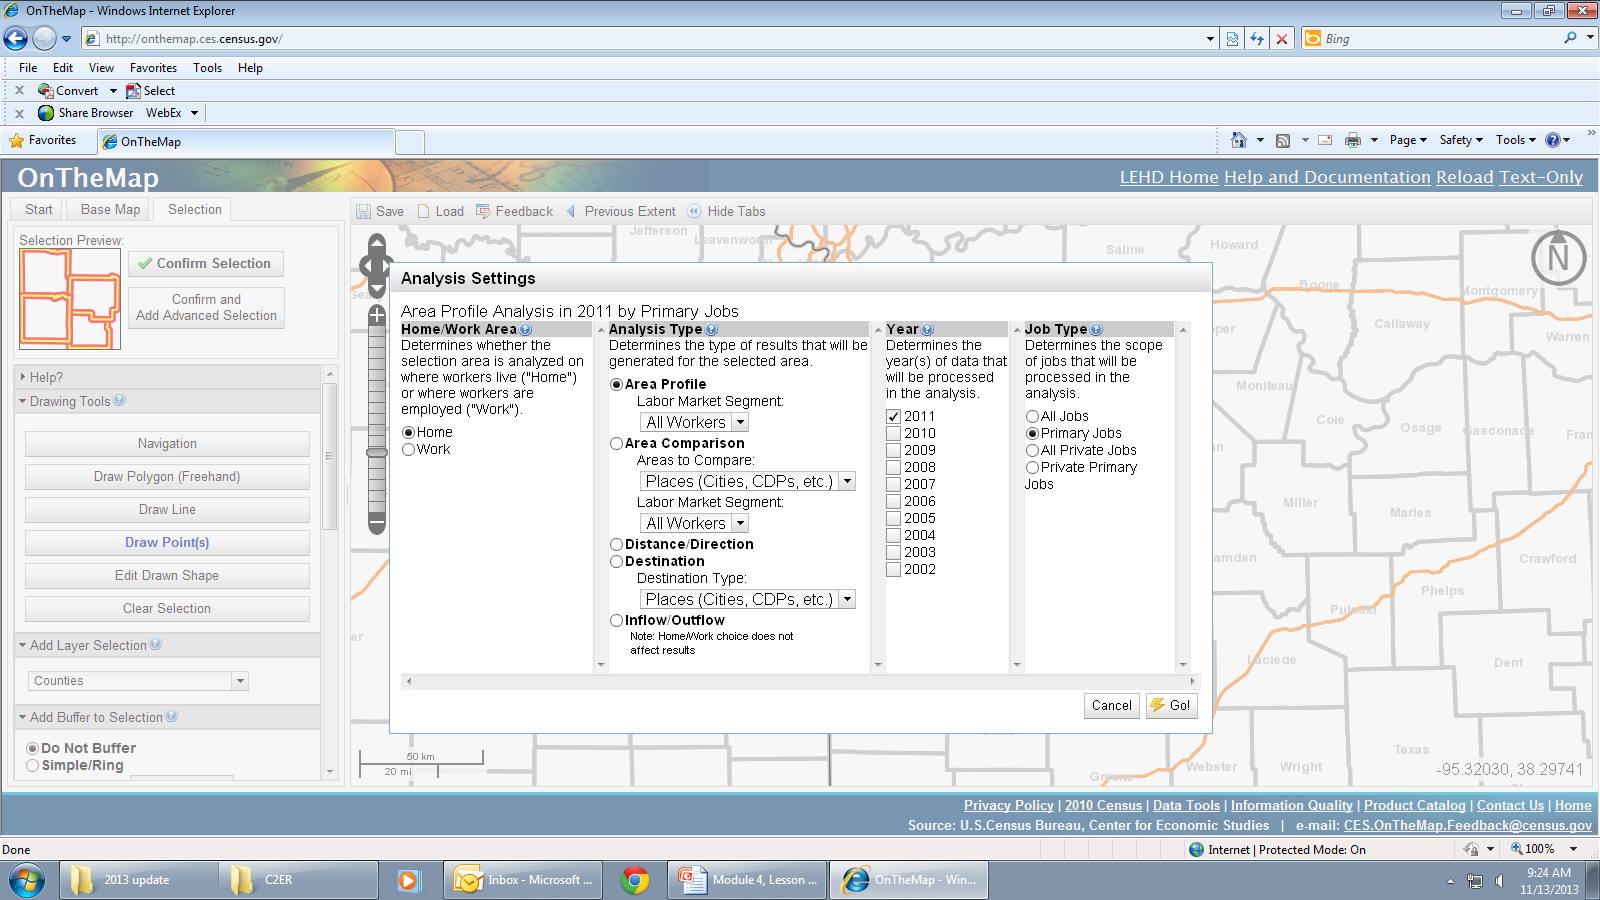 OnTheMap - Windows Internet Explorer
http://onthemap.ces.census.gov/
Bing
File Edit View Favorites Tools Help
x Convert Select
x Share Browser WebEx
Favorites OnTheMap Page Safety Tools
OnTheMap
LEHD Home Help and Documentation Reload Text-Only
Start Base Map Selection
Save Load Feedback Previous Extent Hide Tabs
Selection Preview:
Confirm Selection
Confirm and
Add Advanced Selection
Help?
Drawing Tools
Navigation
Draw Polygon (Freehand)
Draw Line
Draw Point(s)
Edit Drawn Shape
Clear Selection
Add Layer Selection
Counties
Add Buffer to Selection
Do Not Buffer
Simple/Ring
Jefferson
Leavenworth
Saline
Howard
Boone
Montgomery
Callaway
Warren
Moniteau
Cole
Osage
Gasconade
Fran
Miller
Maries
amden
Crawford
Phelps
Pulaski
Laclede
Dent
Texas
Webster
Wright
Greene
N
Analysis Settings
Area Profile Analysis in 2011 by Primary Jobs
Home/Work Area
Determines whether the
selection area is analyzed on
where workers live ("Home")
or where workers are
employed ("Work").
Home
Work
Analysis Type
Determines the type of results that will be
generated for the selected area.
Area Profile
Labor Market Segment:
All Workers
Area Comparison
Areas to Compare:
Places (Cities, CDPs, etc.)
Labor Market Segment:
All Workers
Distance/Direction
Destination
Destination Type:
Places (Cities, CDPs, etc.)
Inflow/Outflow
Note: Home/Work choice does not
affect results
Year
Determines the
year(s) of data that
will be processed
in the analysis.
2011
2010
2009
2008
2007
2006
2005
2004
2003
2002
Job Type
Determines the scope
of jobs that will be
processed in the
analysis.
All Jobs
Primary Jobs
All Private Jobs
Private Primary
Jobs
Cancel Go!
50 km
20 mi
-95.32030, 38.29741
Privacy Policy | 2010 Census | Data Tools | Information Quality | Product Catalog | Contact Us | Home
Source: U.S.Census Bureau, Center for Economic Studies | e-mail: CES.OnTheMap.Feedback@census.gov
Done
Internet | Protected Mode: On
100%
2013 update
C2ER
Inbox - Microsoft ...
Module 4, Lesson ...
OnTheMap - Win...
9:24 AM
11/13/2013